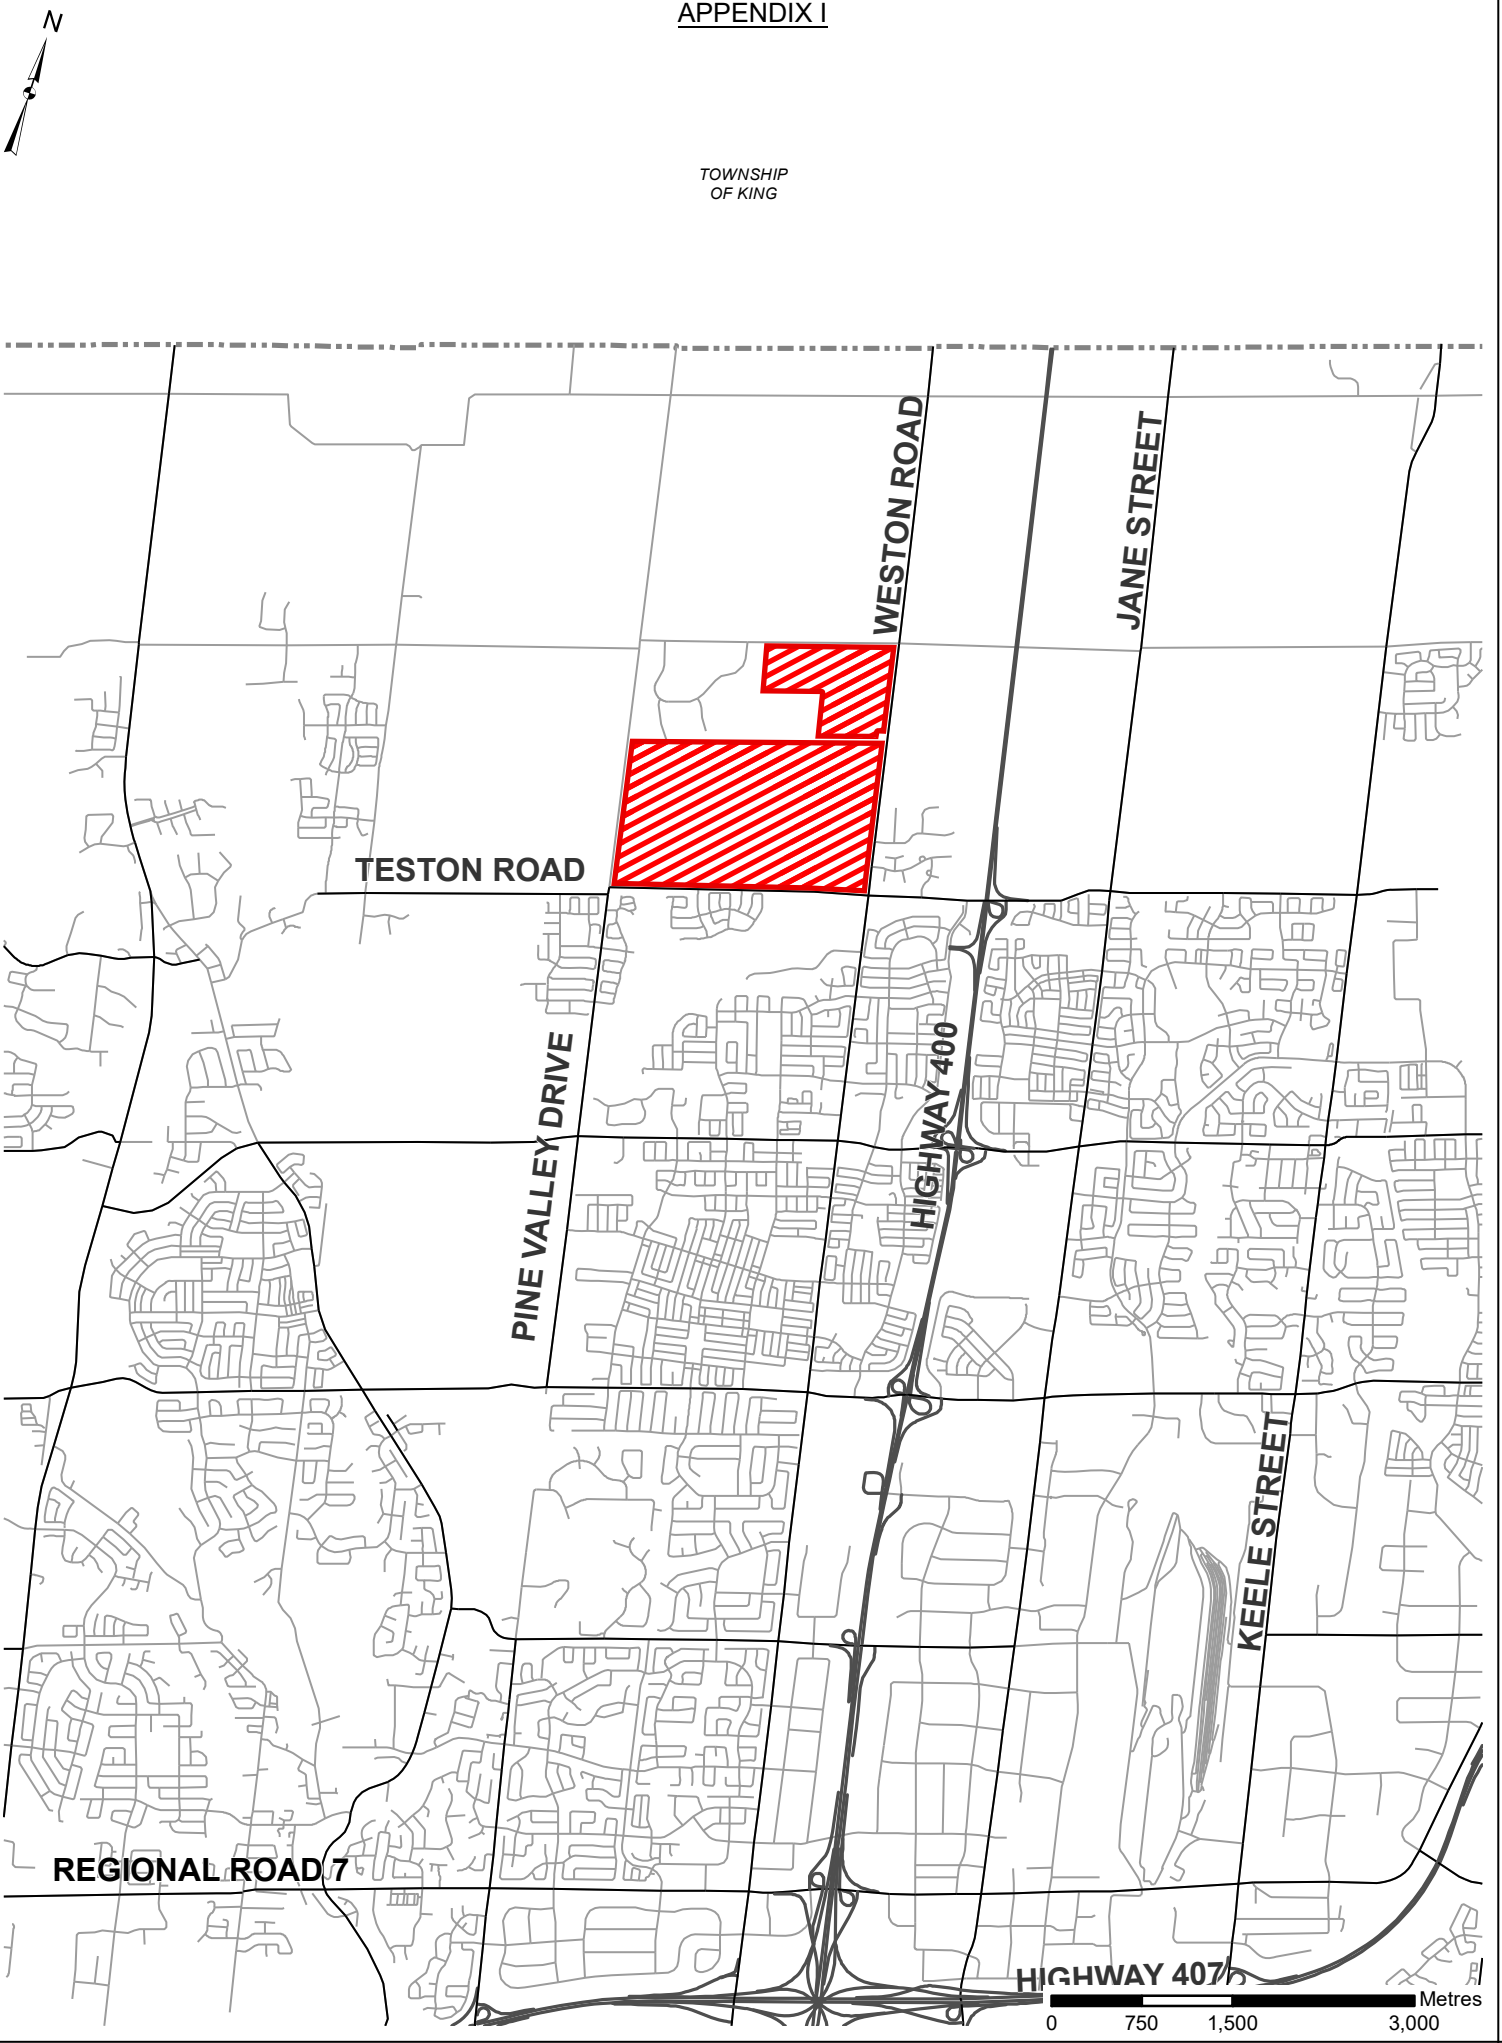 APPENDIX I
N
TOWNSHIP
OF KING
WESTON ROAD
JANE STREET
TESTON ROAD
PINE VALLEY DRIVE
HIGHWAY 400
KEELE STREET
REGIONAL ROAD 7
HIGHWAY 407
Metres
0 750 1,500 3,000